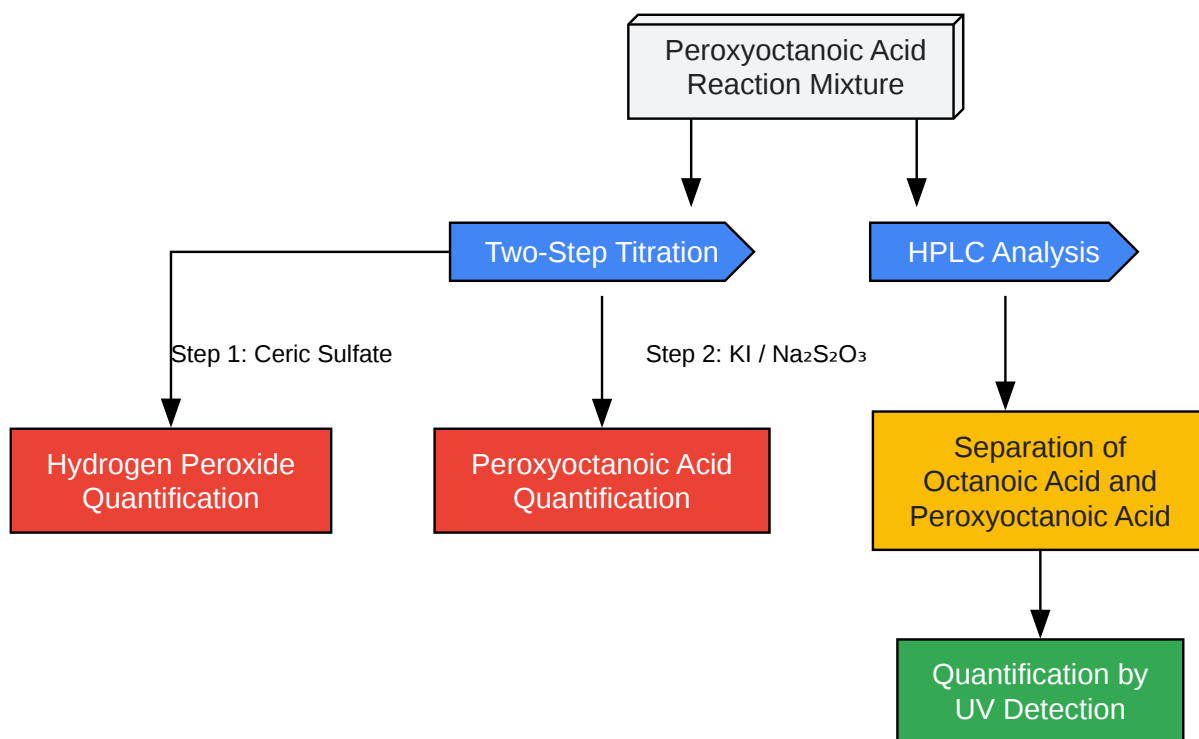 Peroxyoctanoic Acid
Reaction Mixture
Two-Step Titration
HPLC Analysis
Step 1: Ceric Sulfate
Step 2: KI / Na₂S₂O₃
Hydrogen Peroxide
Quantification
Peroxyoctanoic Acid
Quantification
Separation of
Octanoic Acid and
Peroxyoctanoic Acid
Quantification by
UV Detection